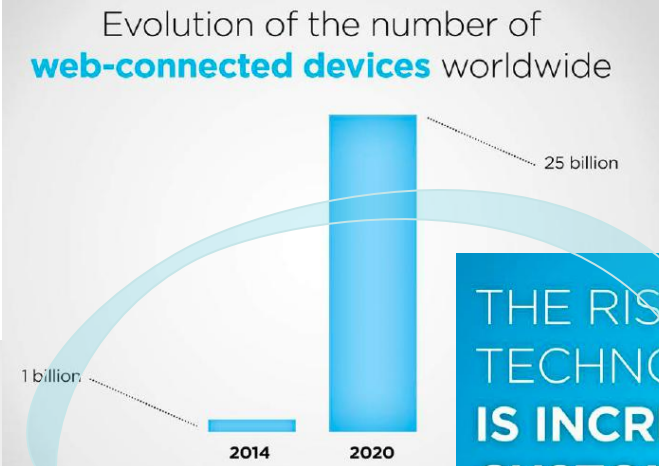 Evolution of the number of
web-connected devices worldwide
25 billion
1 billion
2014
2020
THE RIS
TECHNO
IS INCR